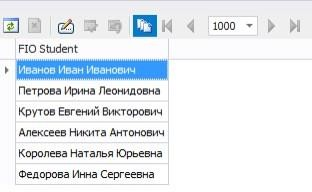 1000
FIO Student
Иванов Иван Иванович
Петрова Ирина Леонидовна
Крутов Евгений Викторович
Алексеев Никита Антонович
Королева Наталья Юрьевна
Федорова Инна Сергеевна